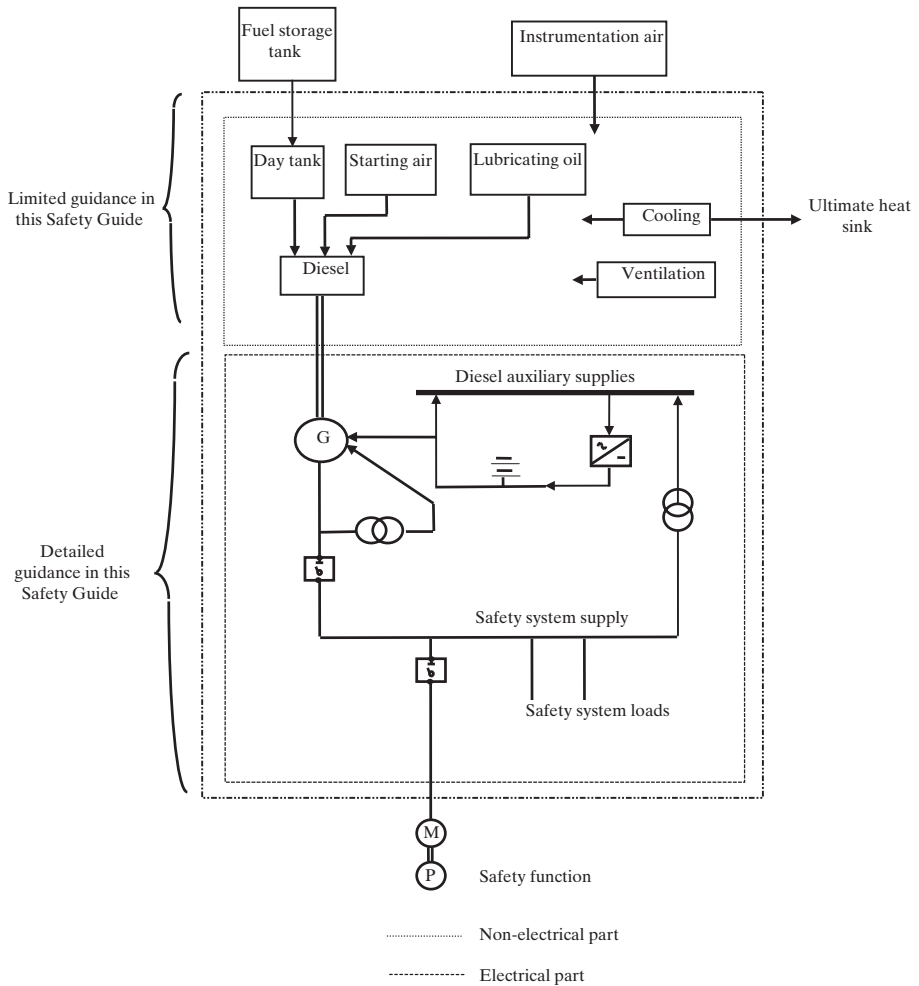 Fuel storage
tank
Instrumentation air
Limited guidance in
this Safety Guide
Day tank
Starting air
Lubricating oil
Cooling
Ultimate heat
sink
Ventilation
Diesel
Diesel auxiliary supplies
G
Detailed
guidance in this
Safety Guide
Safety system supply
Safety system loads
M
P
Safety function
Non-electrical part
Electrical part